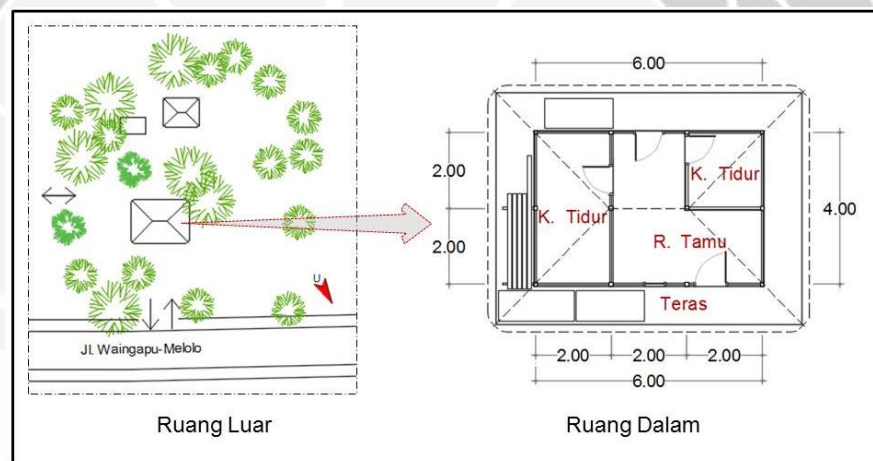 U
Jl. Waingapu-Melolo
Ruang Luar
6.00
2.00
2.00
4.00
K. Tidur
K. Tidur
R. Tamu
Teras
2.00
2.00
2.00
6.00
Ruang Dalam